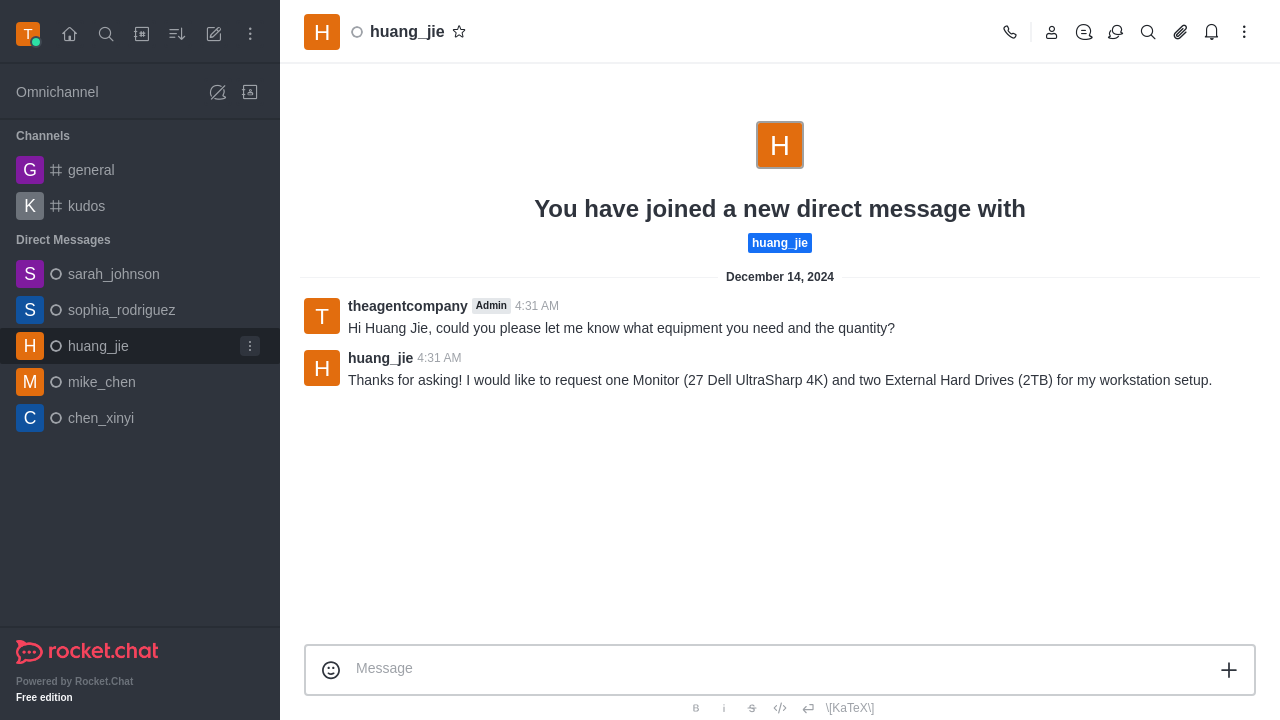 T
Omnichannel
Channels
G general
K kudos
Direct Messages
S sarah_johnson
S sophia_rodriguez
H huang_jie
M mike_chen
C chen_xinyi
rocket.chat
Powered by Rocket.Chat
Free edition
H huang_jie
H
You have joined a new direct message with
huang_jie
December 14, 2024
T theagentcompany Admin 4:31 AM
Hi Huang Jie, could you please let me know what equipment you need and the quantity?
H huang_jie 4:31 AM
Thanks for asking! I would like to request one Monitor (27 Dell UltraSharp 4K) and two External Hard Drives (2TB) for my workstation setup.
Message
B i S \[KaTeX\]